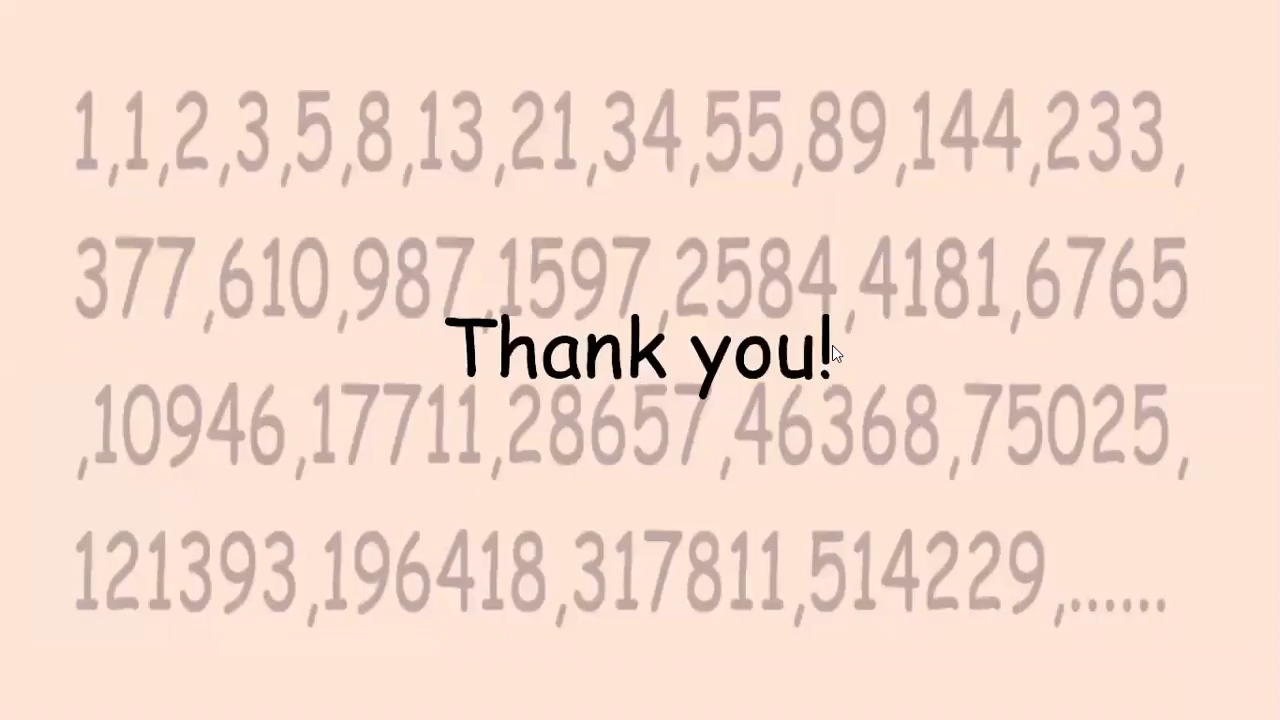 1,1,2,3,5,8,13,21,34,55,89,144,233,
377,610,987,1597,2584,4181,6765
Thank you!
,10946,17711,28657,46368,75025,
121393,196418,317811,514229,......